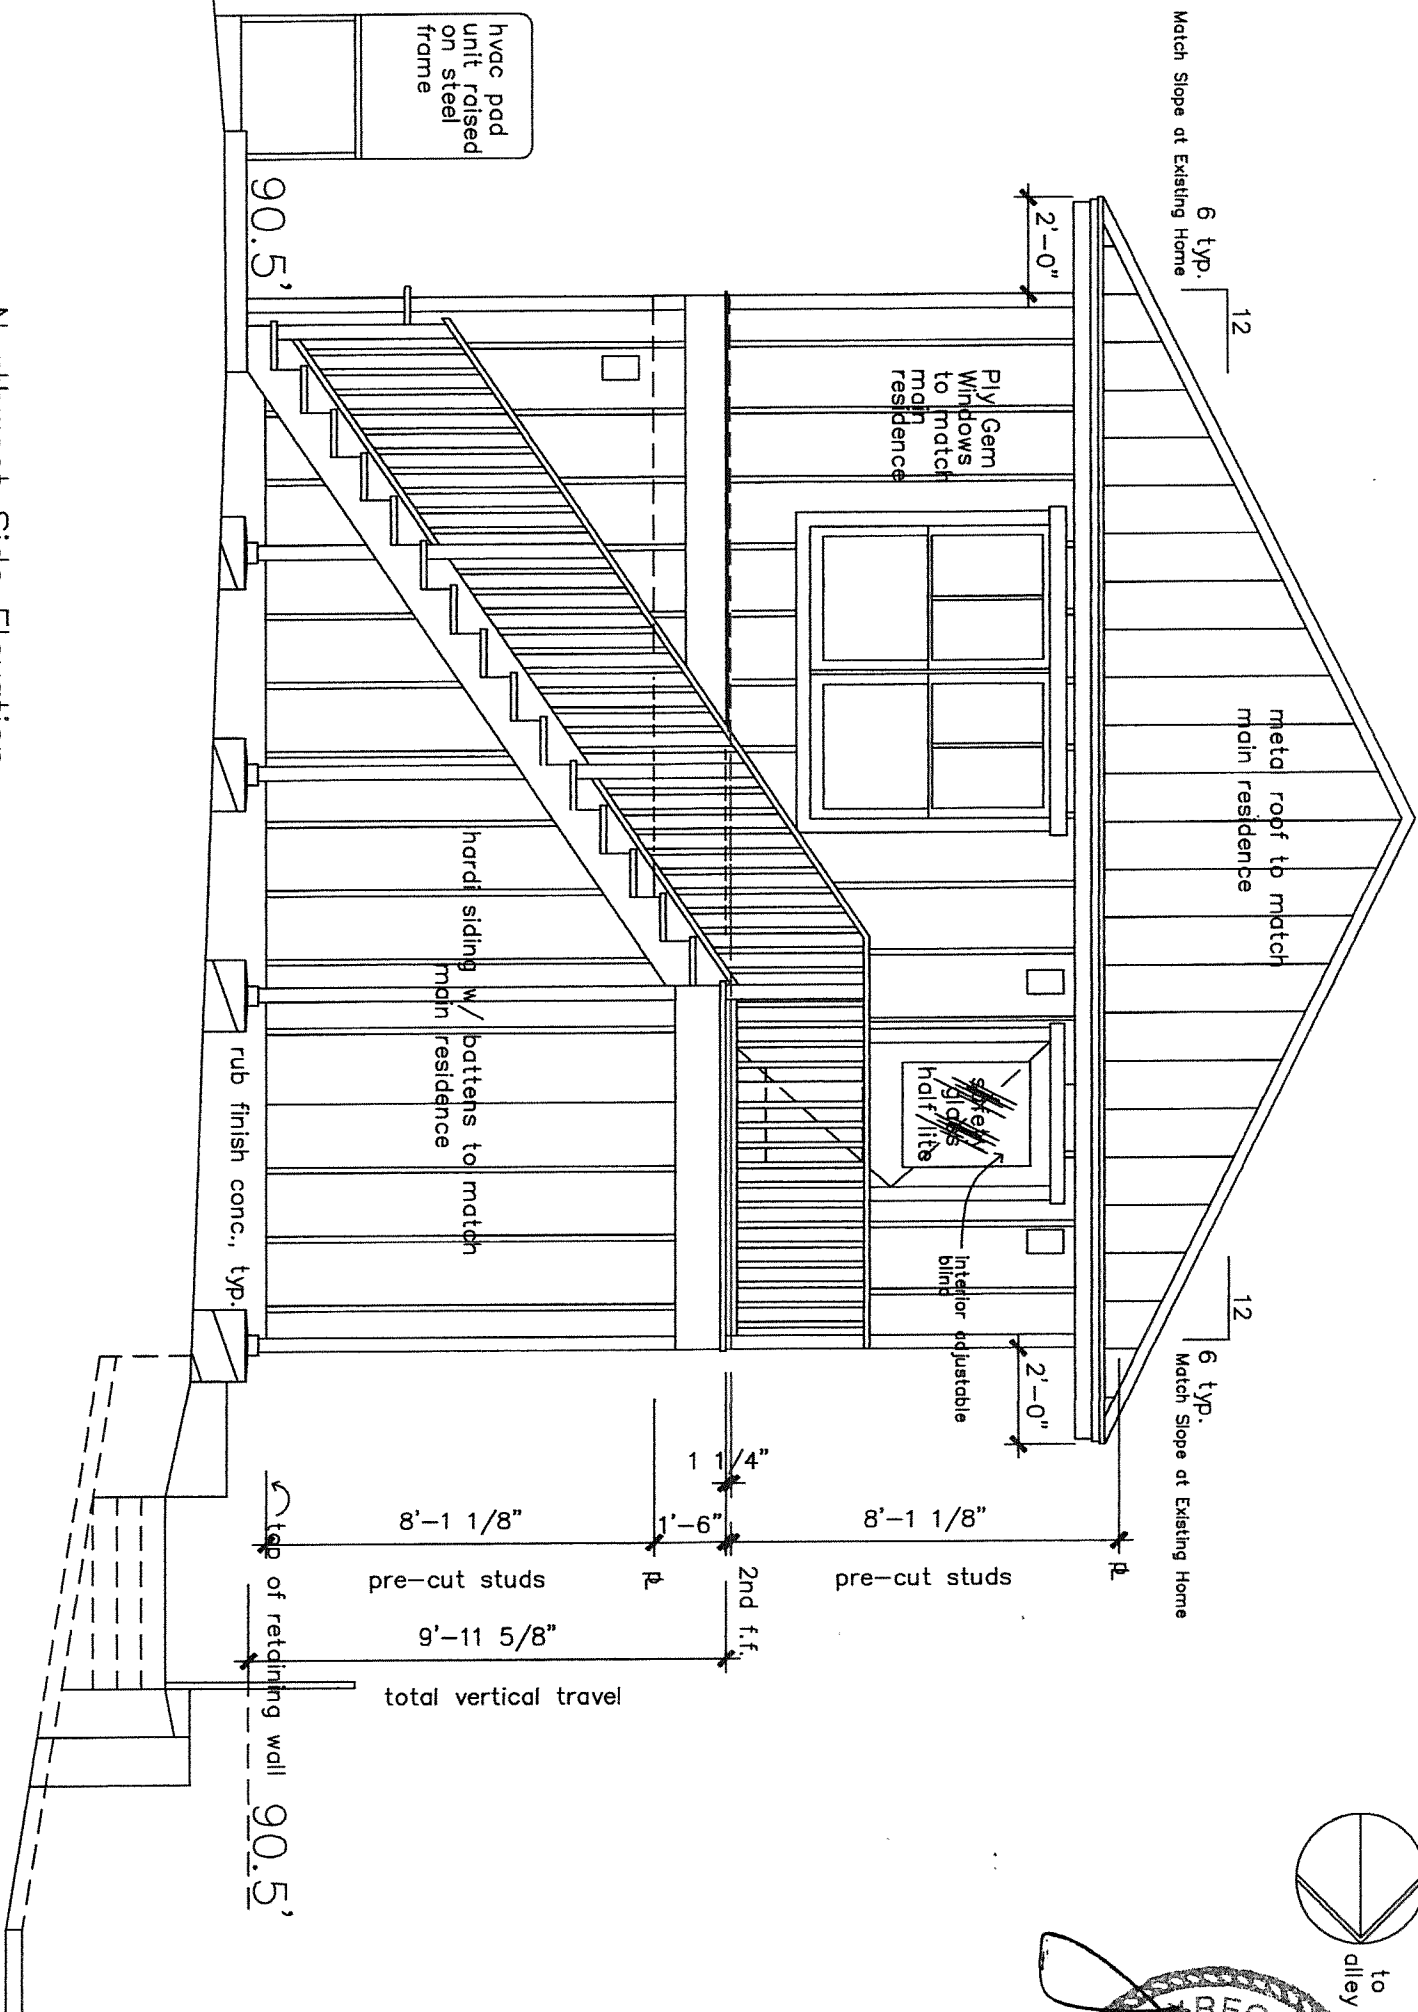 Match Slope at Existing Home
6 typ.
12
12
6 typ.
Match Slope at Existing Home
to
alley
metal roof to match
main residence
2'-0"
2'-0"
Ply Gem
Windows
to match
main
residence
safety
glass
half lite
interior adjustable
blind
hvac pad
unit raised
on steel
frame
hardi siding w/ battens to match
main residence
8'-1 1/8"
pre-cut studs
PL
1 1/4"
2nd f.f.
1'-6"
PL
8'-1 1/8"
pre-cut studs
9'-11 5/8"
total vertical travel
90.5'
top of retaining wall 90.5'
rub finish conc., typ.